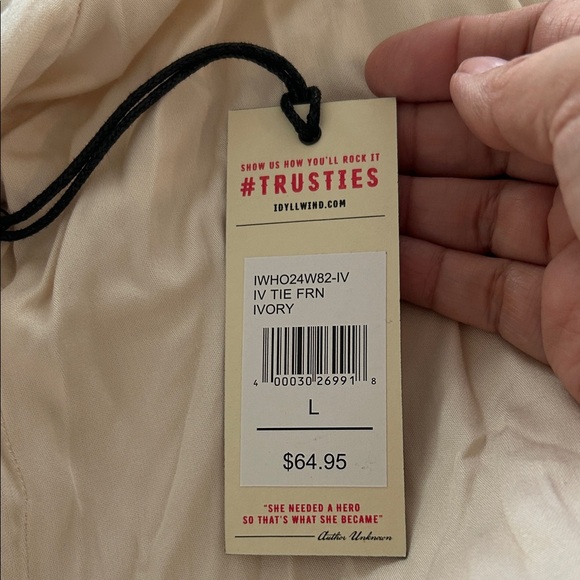 SHOW US HOW YOU'LL ROCK IT
#TRUSTIES
IDYLLWIND.COM
IWHO24W82-IV
IV TIE FRN
IVORY
4 00030 26991 8
L
$64.95
"SHE NEEDED A HERO
SO THAT'S WHAT SHE BECAME"
Author Unknown